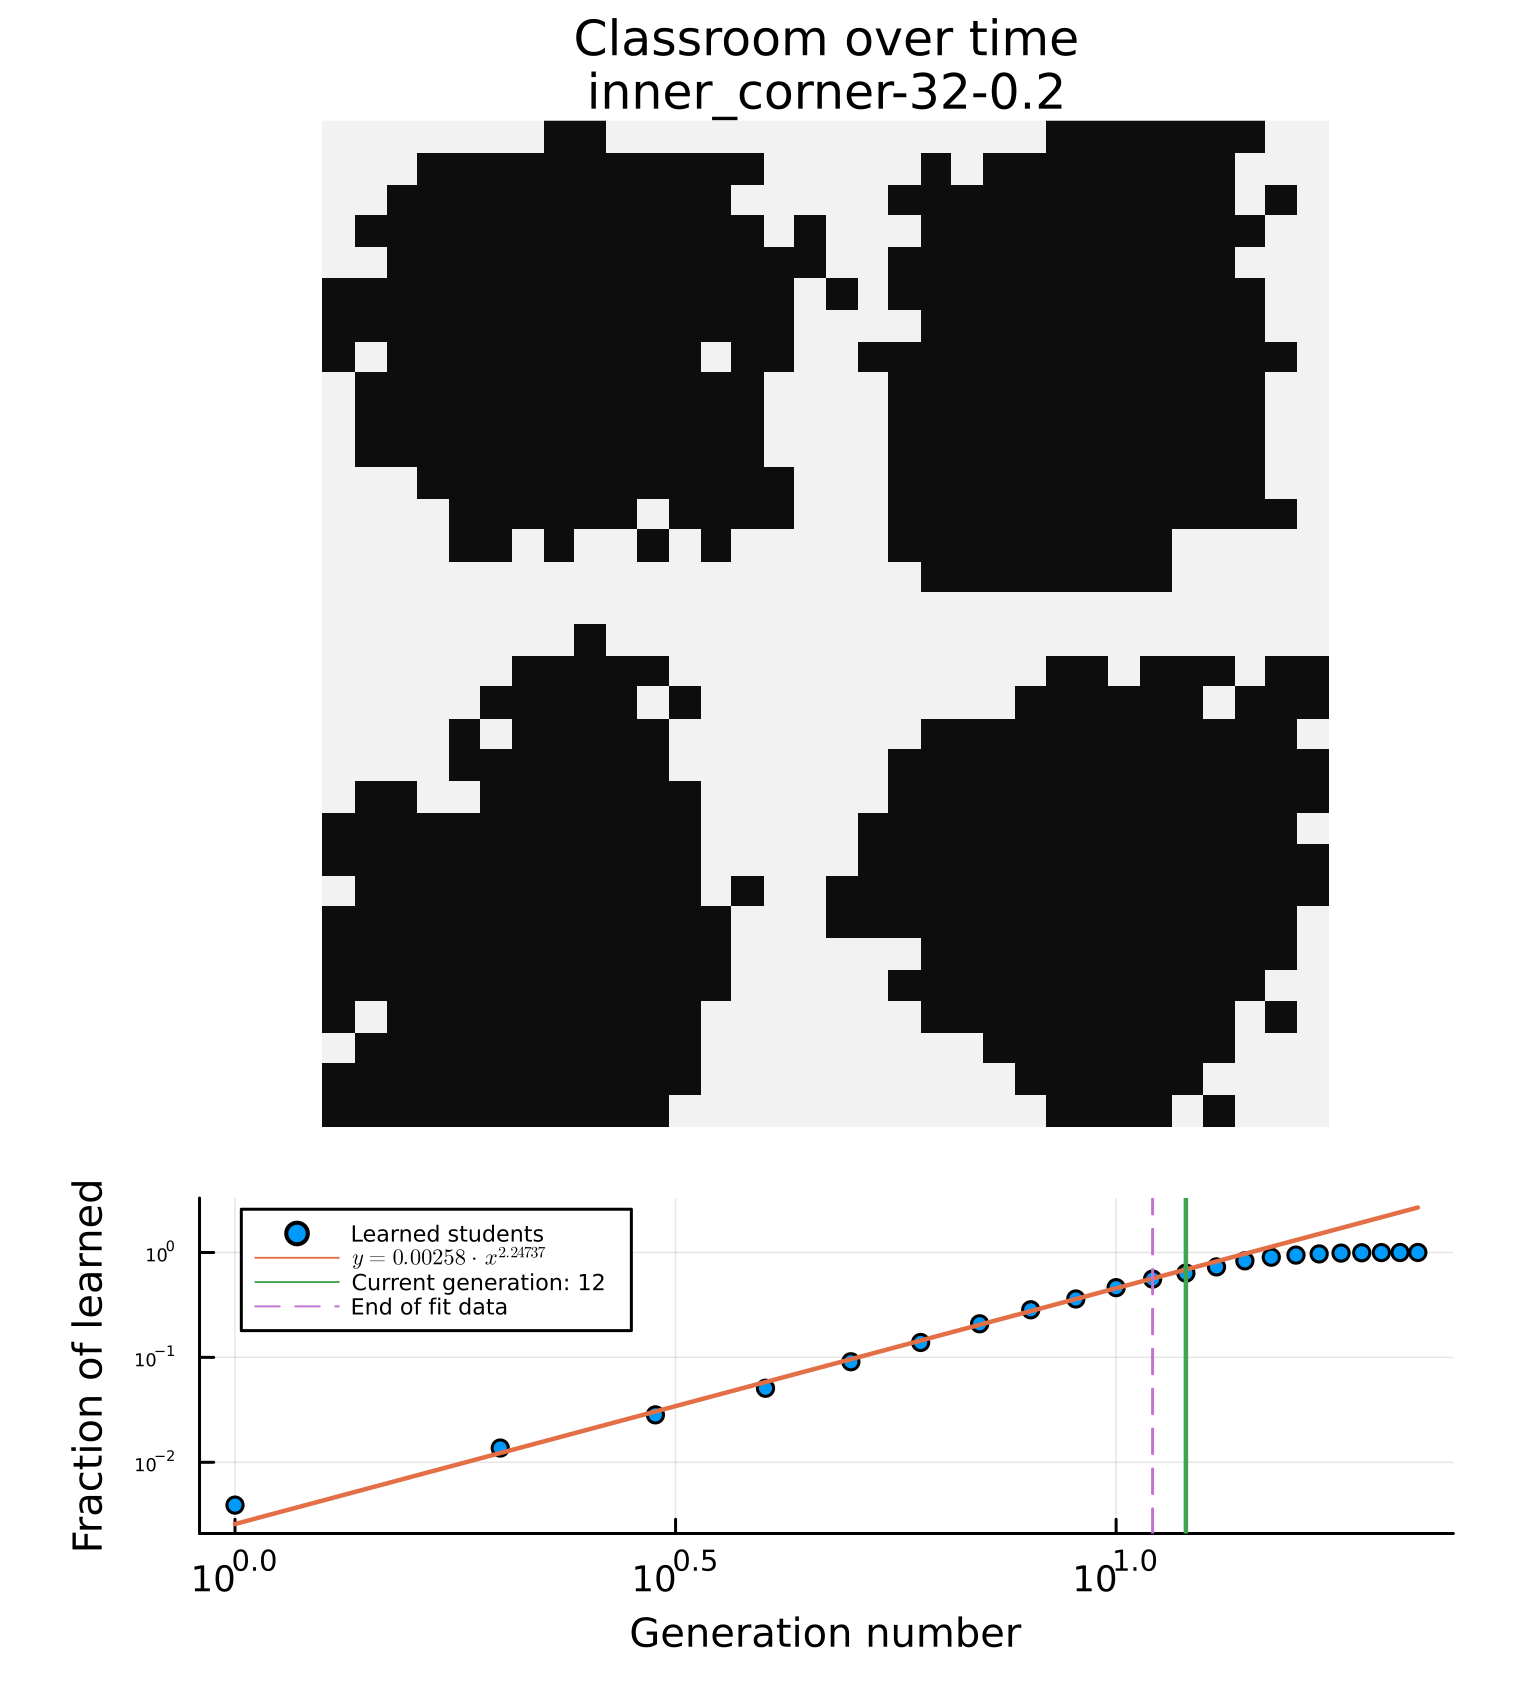 Classroom over time
inner_corner-32-0.2
Fraction of learned
10^0
10^-1
10^-2
Learned students
y = 0.00258 · x^2.24737
Current generation: 12
End of fit data
10^0.0
10^0.5
10^1.0
Generation number